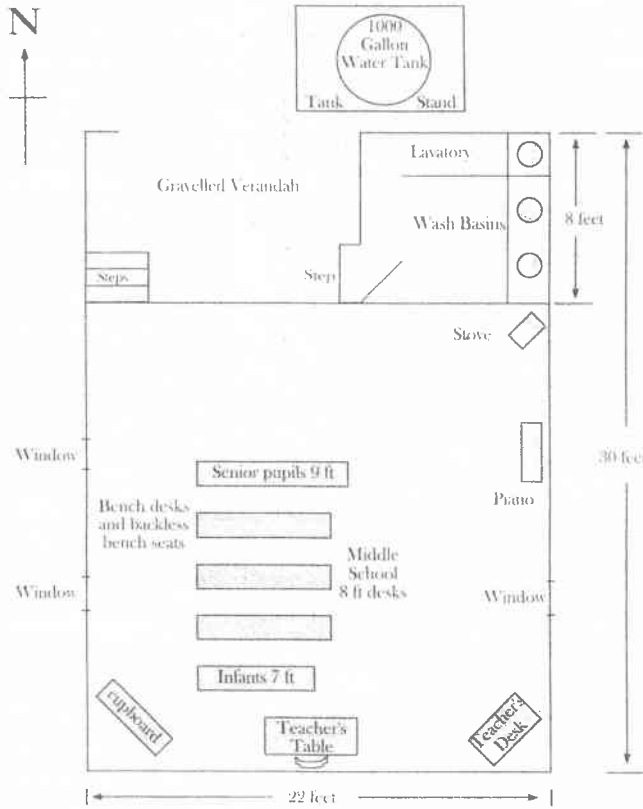 N
1000
Gallon
Water Tank
Tank Stand
Lavatory
Gravelled Verandah
Wash Basins
8 feet
Steps
Step
Stove
Window
Senior pupils 9 ft
30 feet
Piano
Bench desks
and backless
bench seats
Middle
School
8 ft desks
Window
Window
Infants 7 ft
cupboard
Teacher's
Table
Teacher's
Desk
22 feet